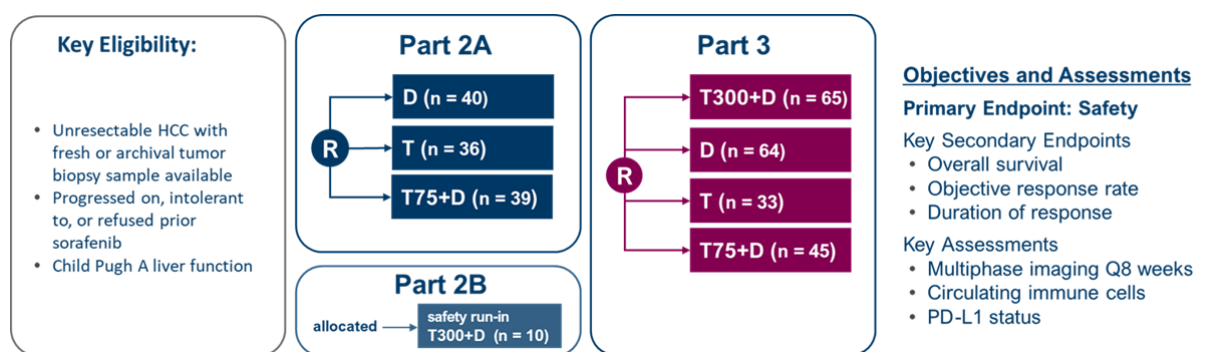 Key Eligibility:
• Unresectable HCC with
fresh or archival tumor
biopsy sample available
• Progressed on, intolerant
to, or refused prior
sorafenib
• Child Pugh A liver function
Part 2A
R
D (n = 40)
T (n = 36)
T75+D (n = 39)
Part 2B
allocated
safety run-in
T300+D (n = 10)
Part 3
R
T300+D (n = 65)
D (n = 64)
T (n = 33)
T75+D (n = 45)
Objectives and Assessments
Primary Endpoint: Safety
Key Secondary Endpoints
• Overall survival
• Objective response rate
• Duration of response
Key Assessments
• Multiphase imaging Q8 weeks
• Circulating immune cells
• PD-L1 status